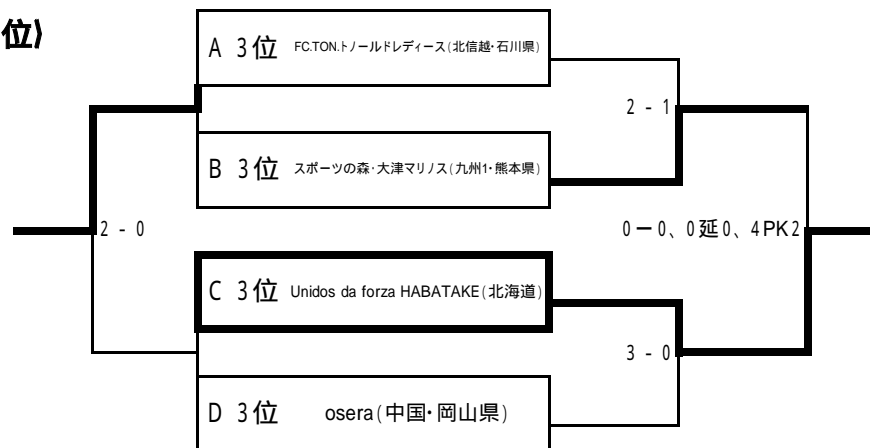 位)
A 3位 FC.TON.トノールドレディース(北信越・石川県)
2 - 1
B 3位 スポーツの森・大津マリノス(九州1・熊本県)
2 - 0
0ー0、0延0、4PK2
C 3位 Unidos da forza HABATAKE(北海道)
3 - 0
D 3位 osera(中国・岡山県)